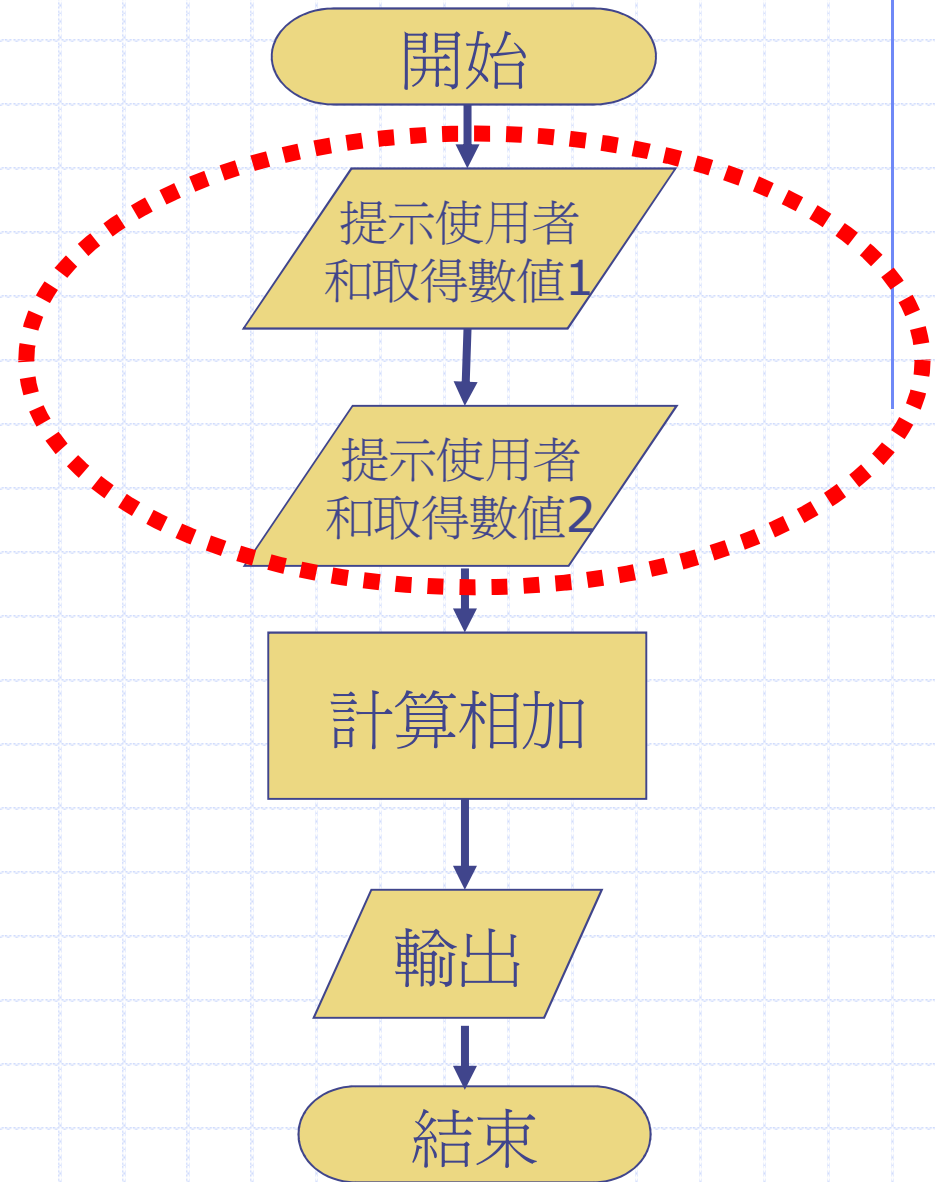 開始
提示使用者
和取得數值1
提示使用者
和取得數值2
計算相加
輸出
結束